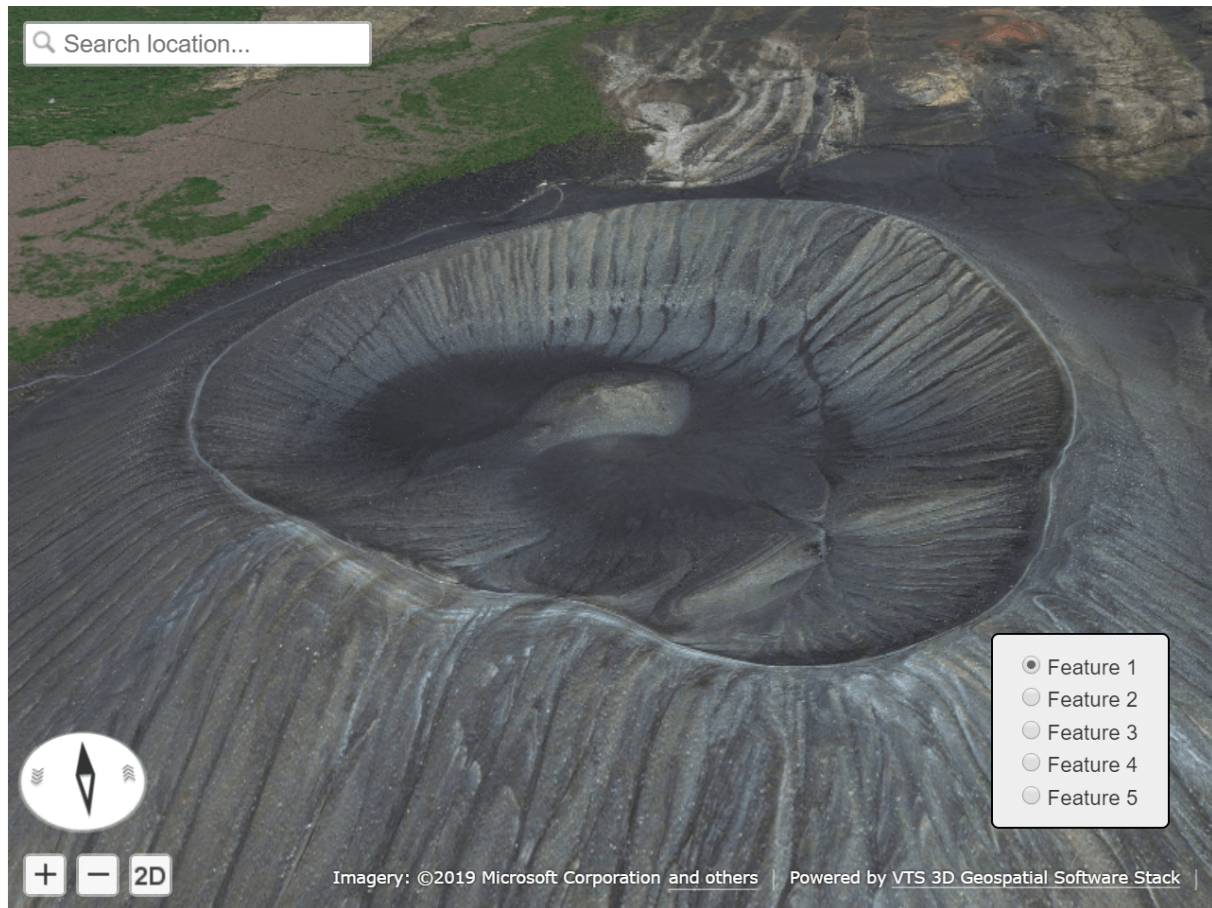 Search location...
Feature 1
Feature 2
Feature 3
Feature 4
Feature 5
+ − 2D
Imagery: ©2019 Microsoft Corporation and others | Powered by VTS 3D Geospatial Software Stack |